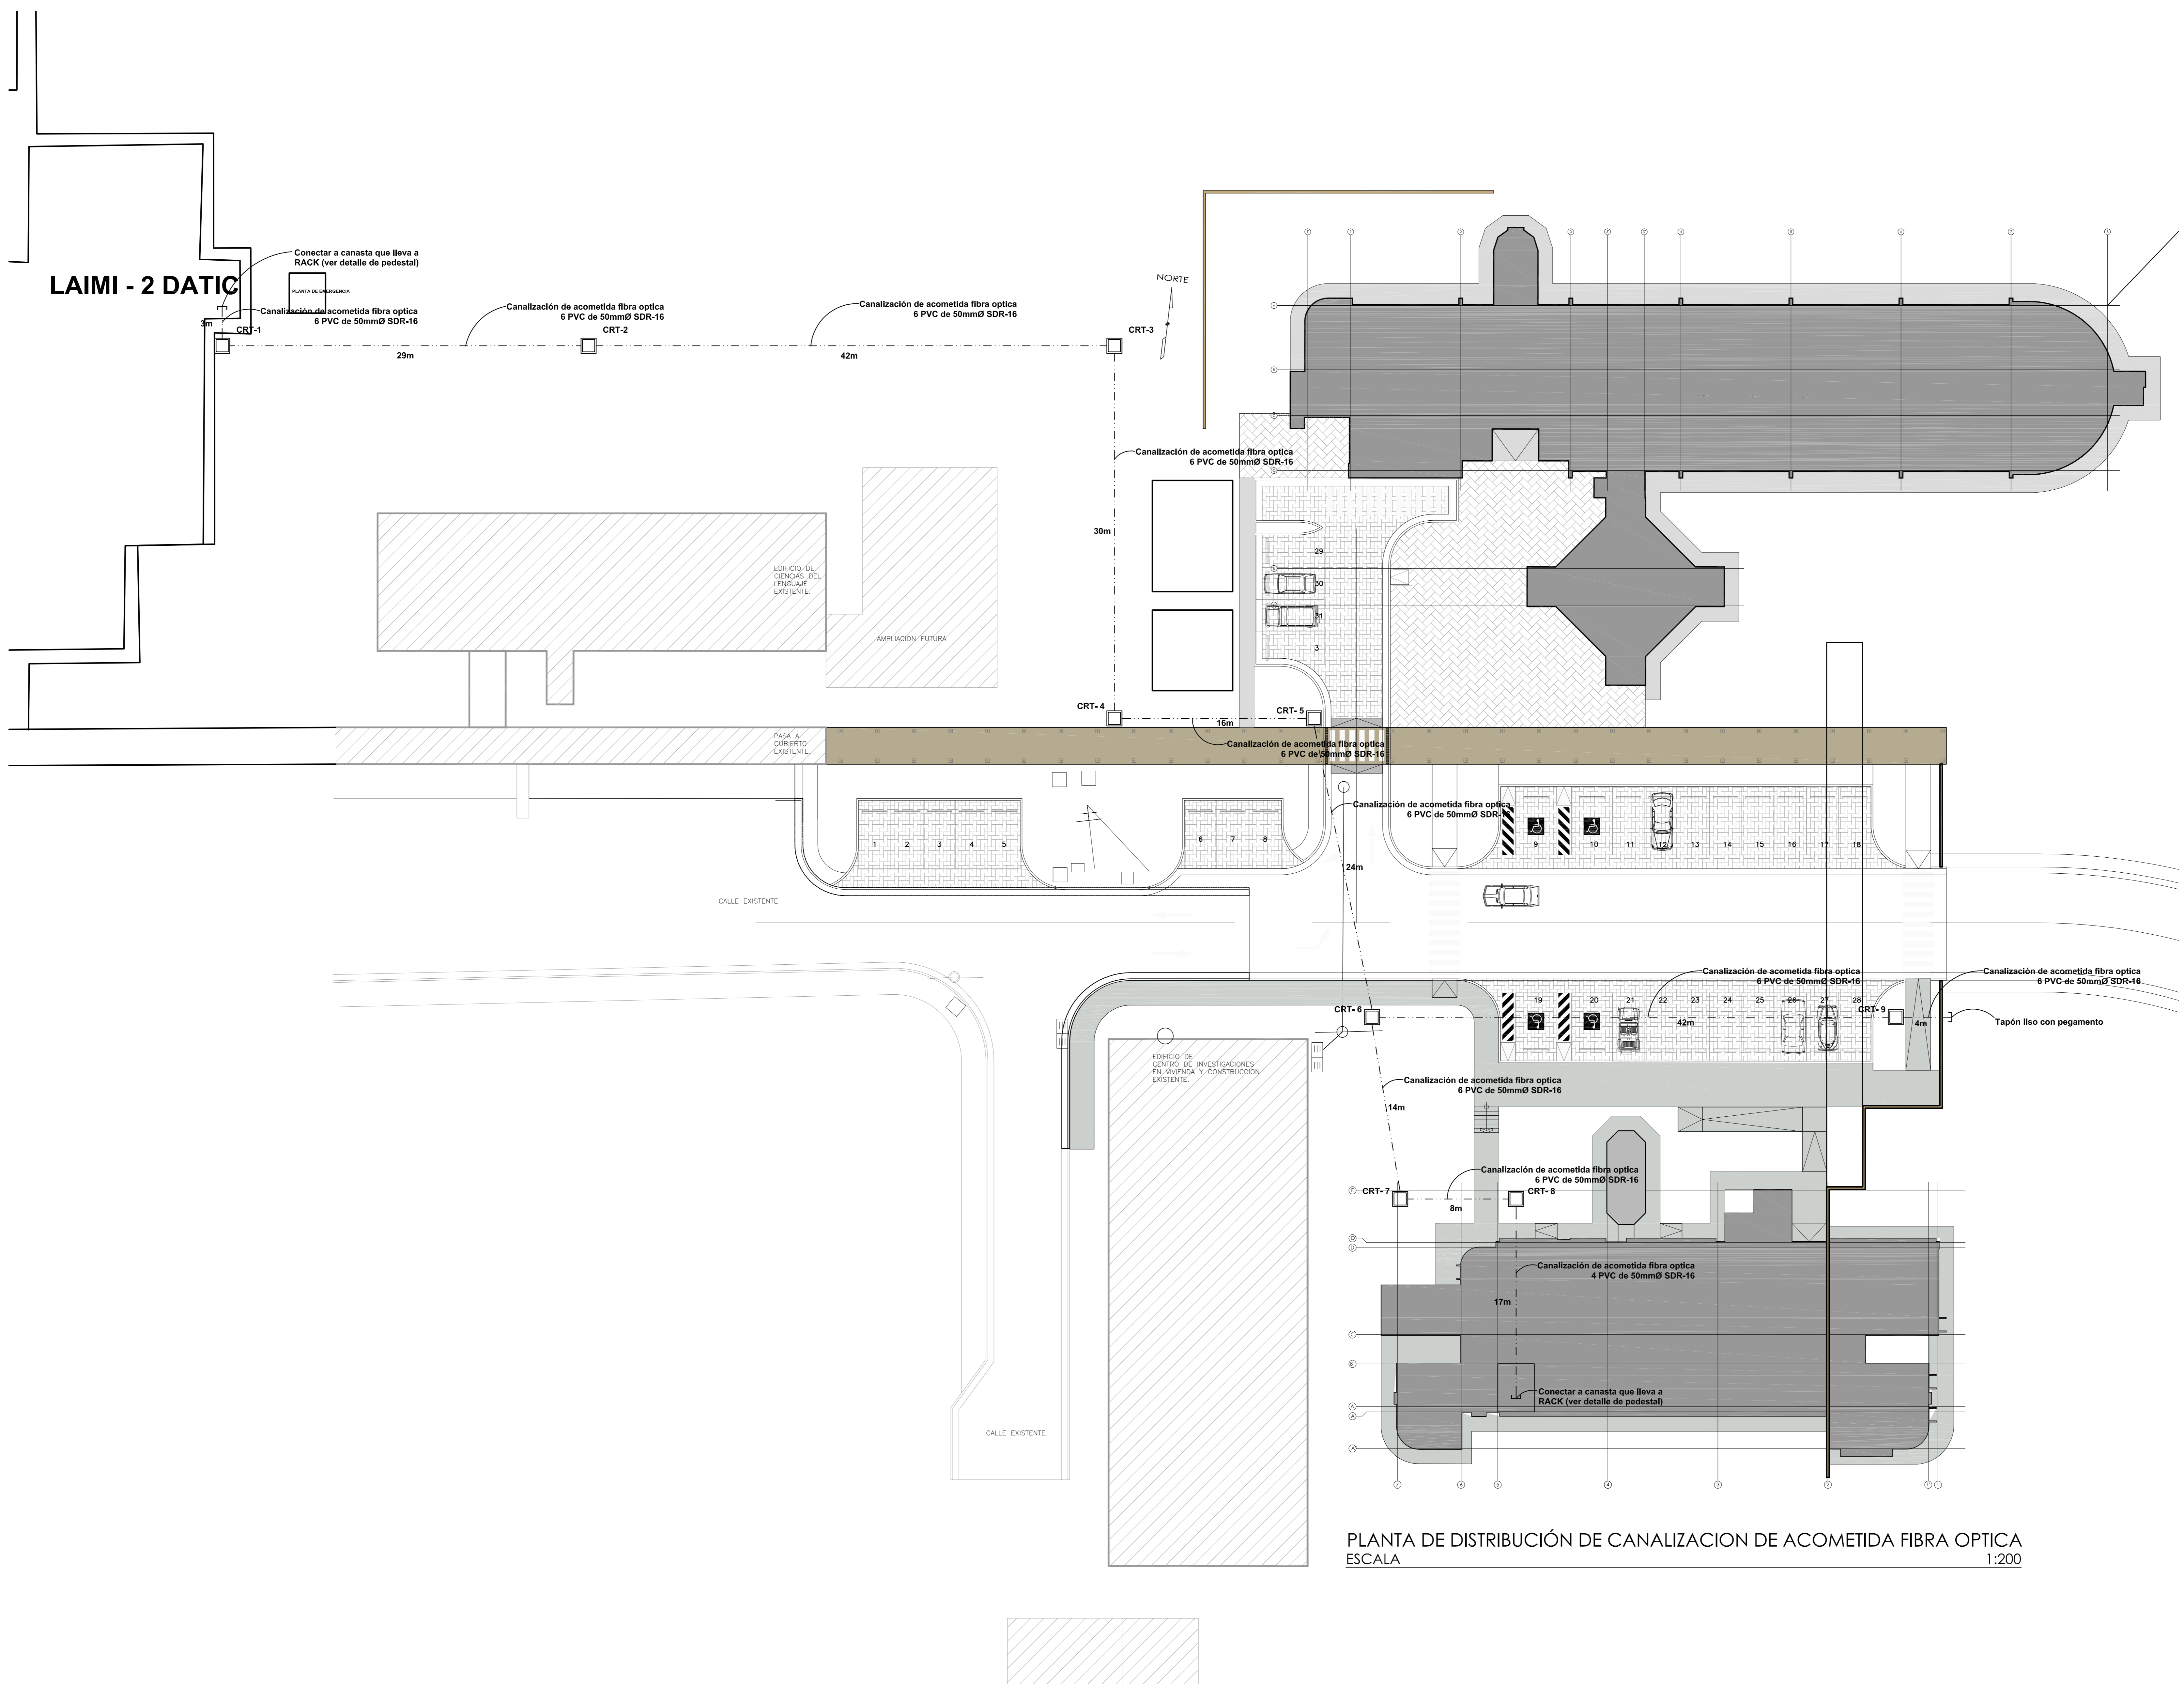 LAIMI - 2 DATIC
Conectar a canasta que lleva a
RACK (ver detalle de pedestal)
PLANTA DE EMERGENCIA
Canalización de acometida fibra optica
6 PVC de 50mmØ SDR-16
3m
CRT-1
29m
Canalización de acometida fibra optica
6 PVC de 50mmØ SDR-16
CRT-2
Canalización de acometida fibra optica
6 PVC de 50mmØ SDR-16
42m
CRT-3
NORTE
Canalización de acometida fibra optica
6 PVC de 50mmØ SDR-16
30m
EDIFICIO DE
CIENCIAS DEL
LENGUAJE
EXISTENTE.
AMPLIACION FUTURA
29
30
31
3
CRT- 4
16m
CRT- 5
Canalización de acometida fibra optica
6 PVC de 50mmØ SDR-16
PASA A
CUBIERTO
EXISTENTE.
Canalización de acometida fibra optica
6 PVC de 50mmØ SDR-16
1 2 3 4 5
6 7 8
9 10 11 12 13 14 15 16 17 18
24m
CALLE EXISTENTE.
Canalización de acometida fibra optica
6 PVC de 50mmØ SDR-16
Canalización de acometida fibra optica
6 PVC de 50mmØ SDR-16
19 20 21 22 23 24 25 26 27 28
CRT- 6
42m
CRT- 9
4m
Tapón liso con pegamento
EDIFICIO DE
CENTRO DE INVESTIGACIONES
EN VIVIENDA Y CONSTRUCCION
EXISTENTE.
Canalización de acometida fibra optica
6 PVC de 50mmØ SDR-16
14m
Canalización de acometida fibra optica
6 PVC de 50mmØ SDR-16
CRT- 7
8m
CRT- 8
E
D
D
Canalización de acometida fibra optica
4 PVC de 50mmØ SDR-16
17m
C
B
Conectar a canasta que lleva a
RACK (ver detalle de pedestal)
A
A
A
CALLE EXISTENTE.
7 6 5 4 3 2 1' 1
PLANTA DE DISTRIBUCIÓN DE CANALIZACION DE ACOMETIDA FIBRA OPTICA
ESCALA 1:200